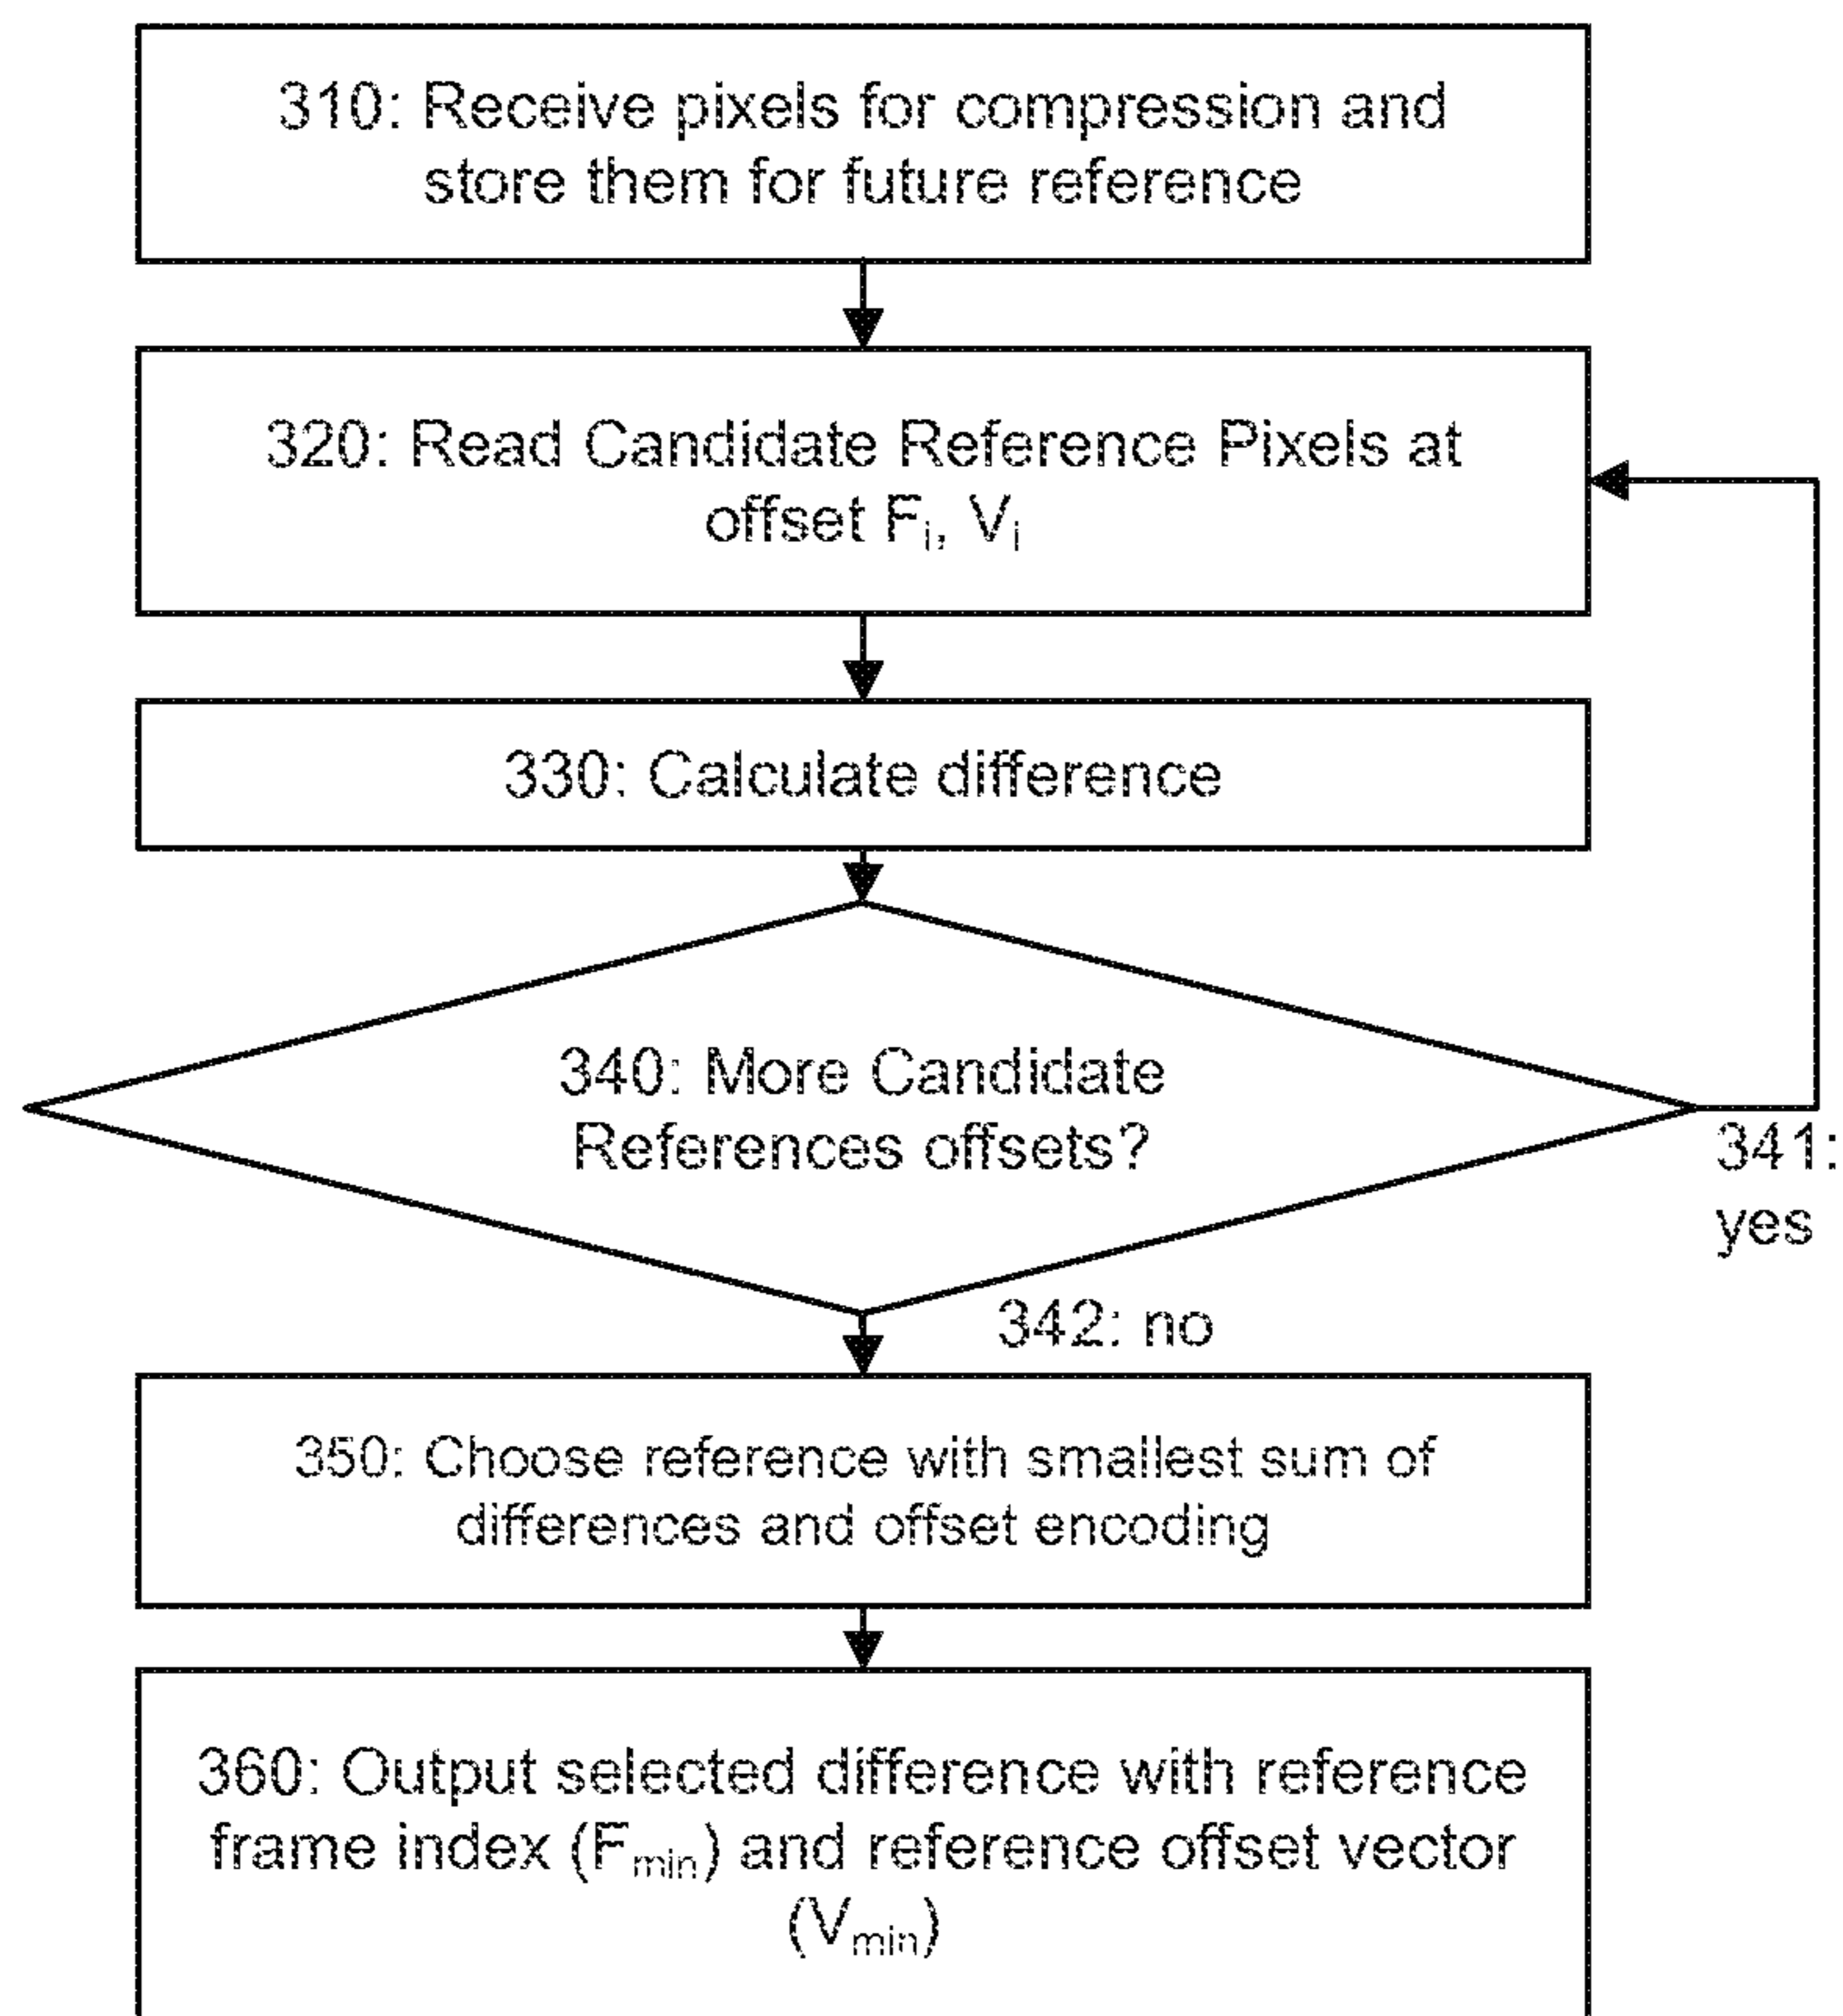 310: Receive pixels for compression and
store them for future reference
320: Read Candidate Reference Pixels at
offset Fi, Vi
330: Calculate difference
340: More Candidate
References offsets?
341:
yes
342: no
350: Choose reference with smallest sum of
differences and offset encoding
360: Output selected difference with reference
frame index (Fmin) and reference offset vector
(Vmin)